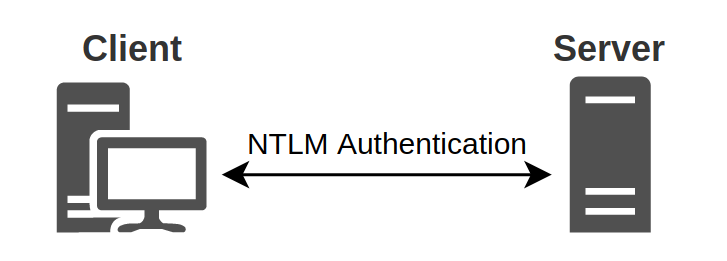 Client
Server
NTLM Authentication